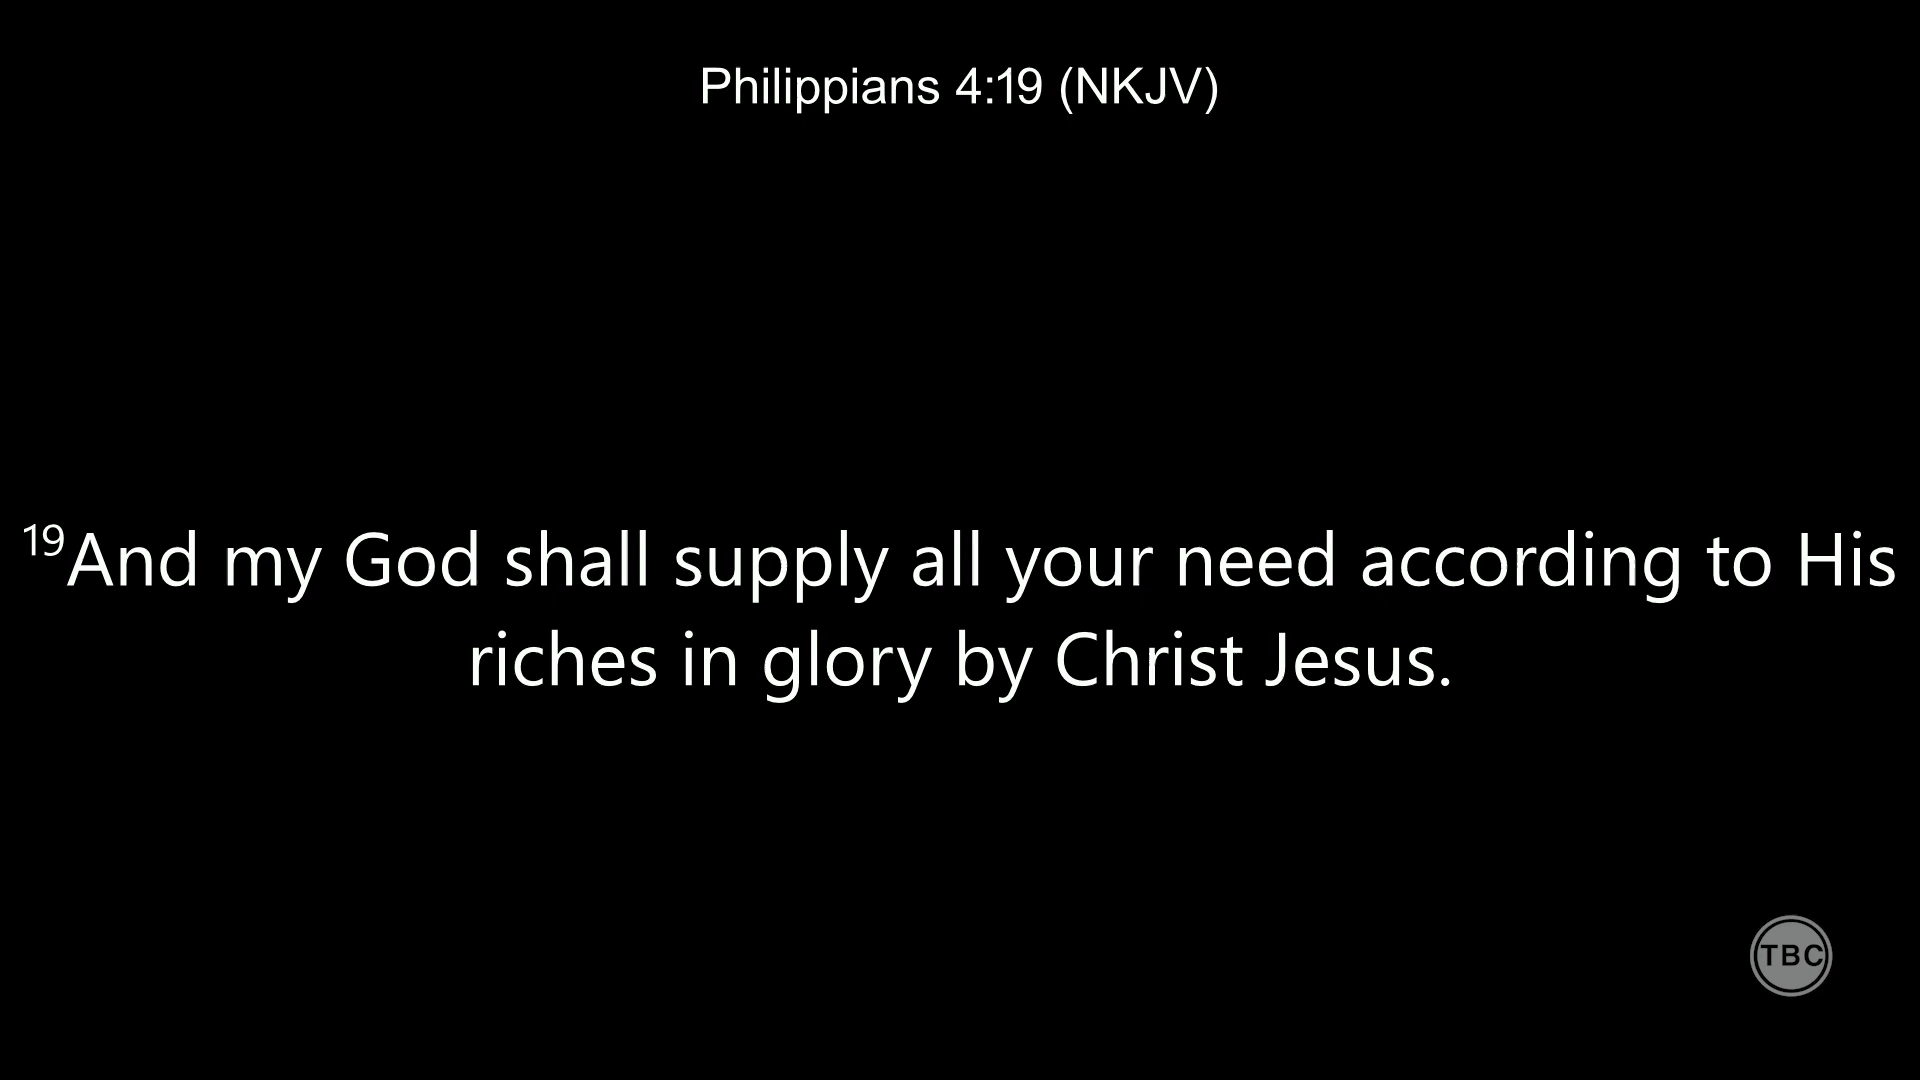 Philippians 4:19 (NKJV)
19And my God shall supply all your need according to His
riches in glory by Christ Jesus.
TBC